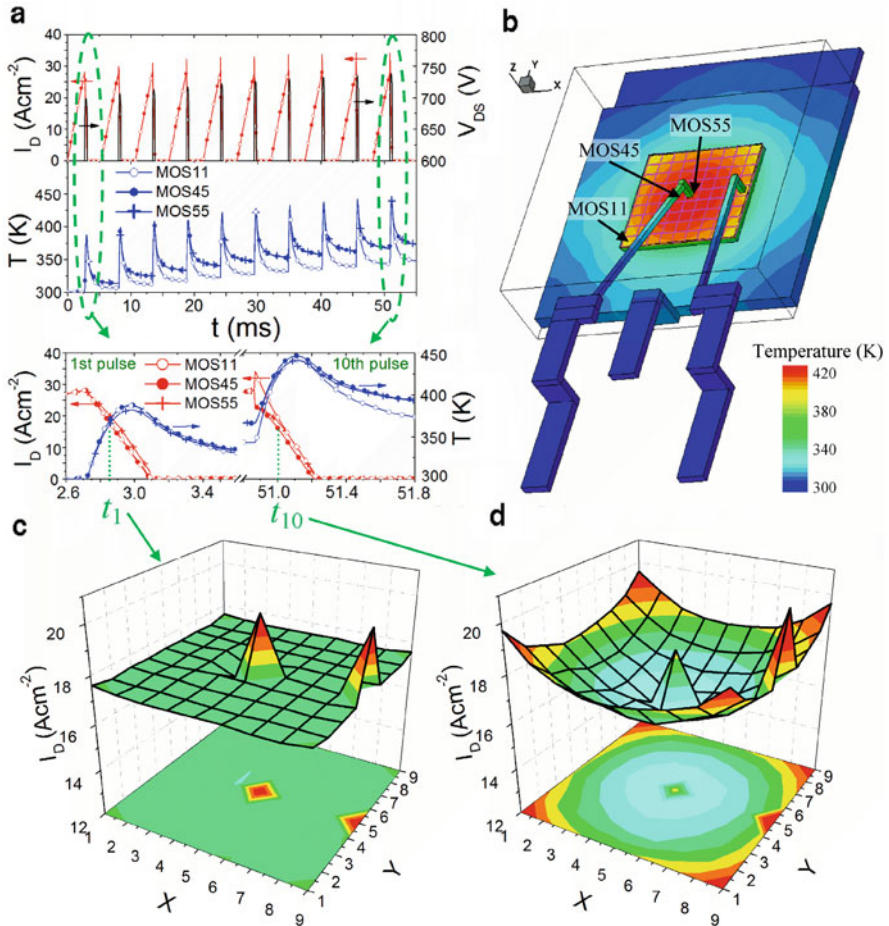 a
I_D (Acm⁻²)
40
30
20
10
0
800
750
700
650
600
V_DS (V)
MOS11
MOS45
MOS55
T (K)
450
400
350
300
0 10 20 30 40 50
t (ms)
1st pulse
MOS11
MOS45
MOS55
10th pulse
I_D (Acm⁻²)
40
30
20
10
0
450
400
350
300
T (K)
2.6 3.0 3.4 51.0 51.4 51.8
t₁
t₁₀
b
Z Y X
MOS55
MOS45
MOS11
Temperature (K)
420
380
340
300
c
I_D (Acm⁻²)
20
18
16
14
12
1 2 3 4 5 6 7 8 9
X
1 2 3 4 5 6 7 8 9
Y
d
I_D (Acm⁻²)
20
18
16
14
12
1 2 3 4 5 6 7 8 9
X
1 2 3 4 5 6 7 8 9
Y